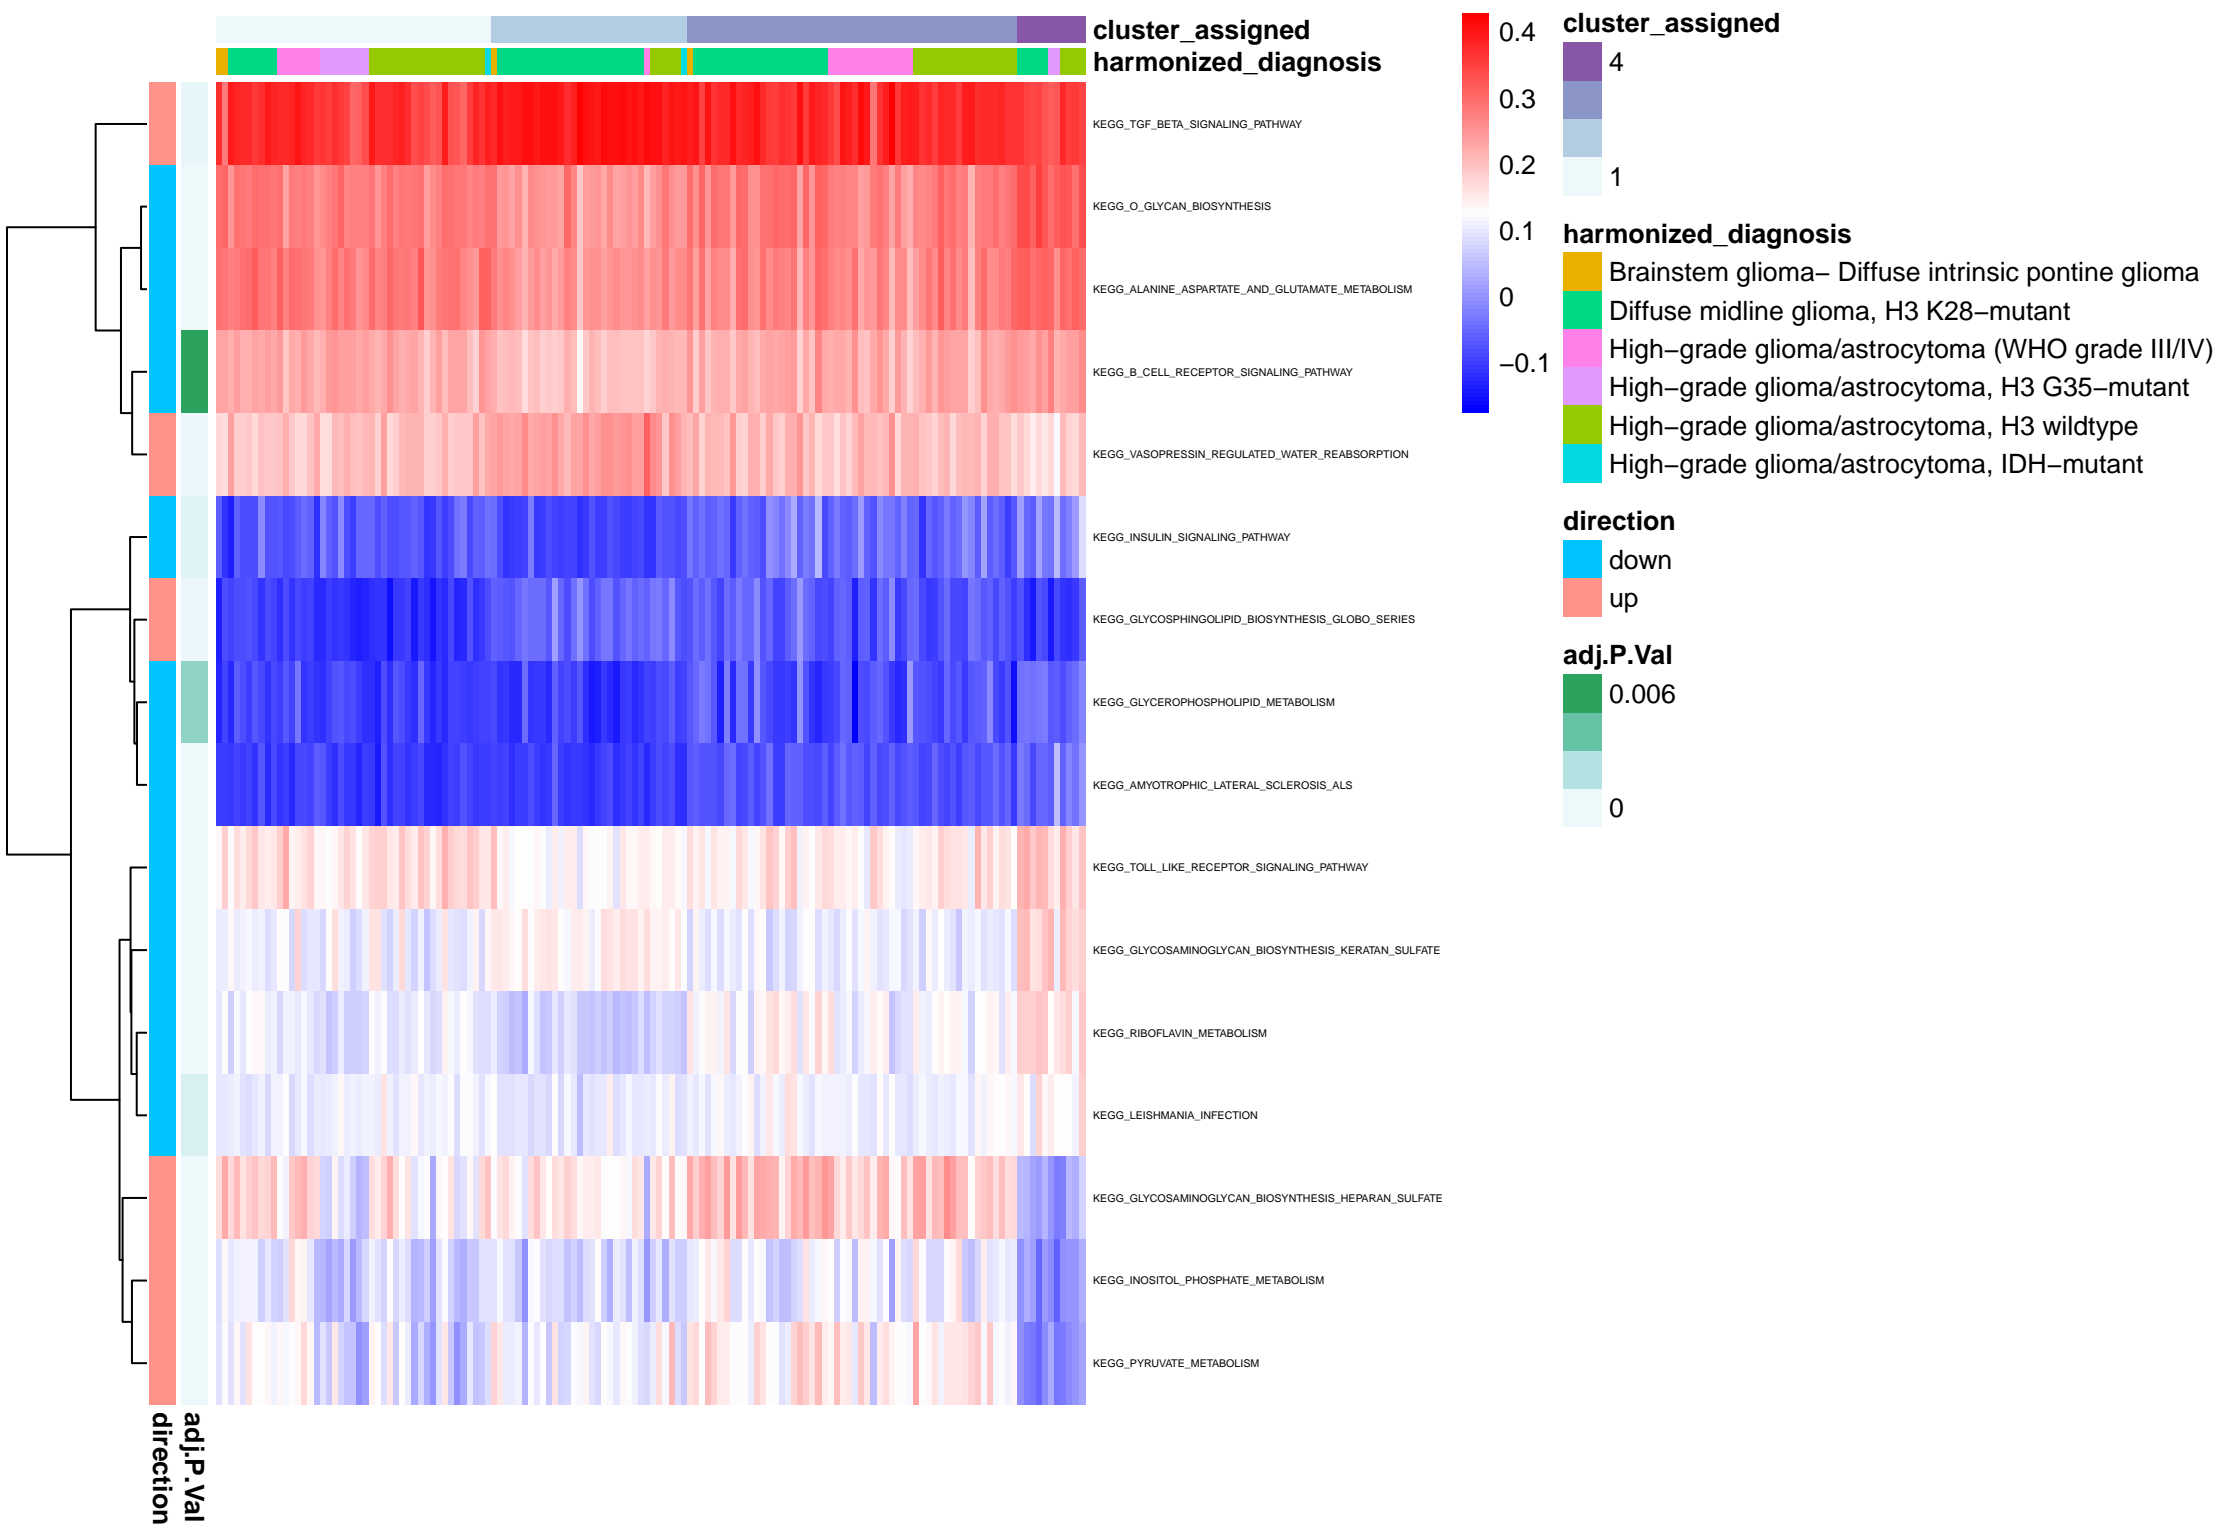 cluster_assigned
harmonized_diagnosis
KEGG_TGF_BETA_SIGNALING_PATHWAY
KEGG_O_GLYCAN_BIOSYNTHESIS
KEGG_ALANINE_ASPARTATE_AND_GLUTAMATE_METABOLISM
KEGG_B_CELL_RECEPTOR_SIGNALING_PATHWAY
KEGG_VASOPRESSIN_REGULATED_WATER_REABSORPTION
KEGG_INSULIN_SIGNALING_PATHWAY
KEGG_GLYCOSPHINGOLIPID_BIOSYNTHESIS_GLOBO_SERIES
KEGG_GLYCEROPHOSPHOLIPID_METABOLISM
KEGG_AMYOTROPHIC_LATERAL_SCLEROSIS_ALS
KEGG_TOLL_LIKE_RECEPTOR_SIGNALING_PATHWAY
KEGG_GLYCOSAMINOGLYCAN_BIOSYNTHESIS_KERATAN_SULFATE
KEGG_RIBOFLAVIN_METABOLISM
KEGG_LEISHMANIA_INFECTION
KEGG_GLYCOSAMINOGLYCAN_BIOSYNTHESIS_HEPARAN_SULFATE
KEGG_INOSITOL_PHOSPHATE_METABOLISM
KEGG_PYRUVATE_METABOLISM
direction
adj.P.Val
0.4
0.3
0.2
0.1
0
−0.1
cluster_assigned
4
1
harmonized_diagnosis
Brainstem glioma− Diffuse intrinsic pontine glioma
Diffuse midline glioma, H3 K28−mutant
High−grade glioma/astrocytoma (WHO grade III/IV)
High−grade glioma/astrocytoma, H3 G35−mutant
High−grade glioma/astrocytoma, H3 wildtype
High−grade glioma/astrocytoma, IDH−mutant
direction
down
up
adj.P.Val
0.006
0